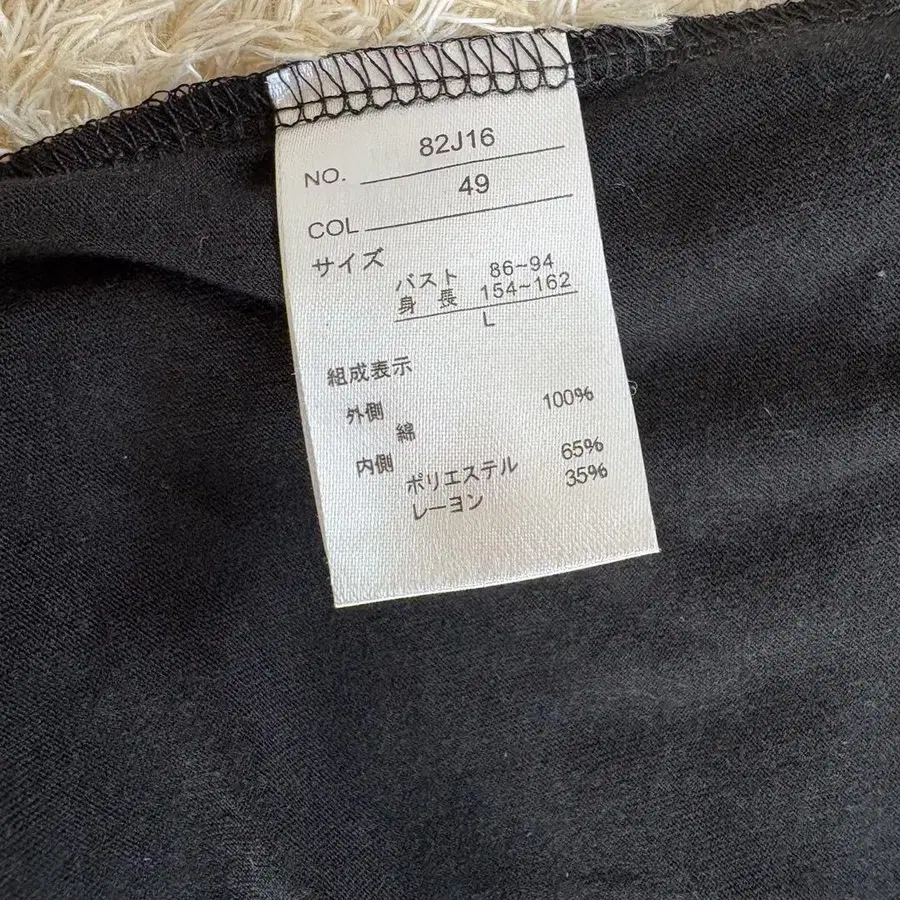 NO. 82J16
COL 49
サイズ
バスト 86~94
身長 154~162
L
組成表示
外側
綿 100%
内側
ポリエステル 65%
レーヨン 35%